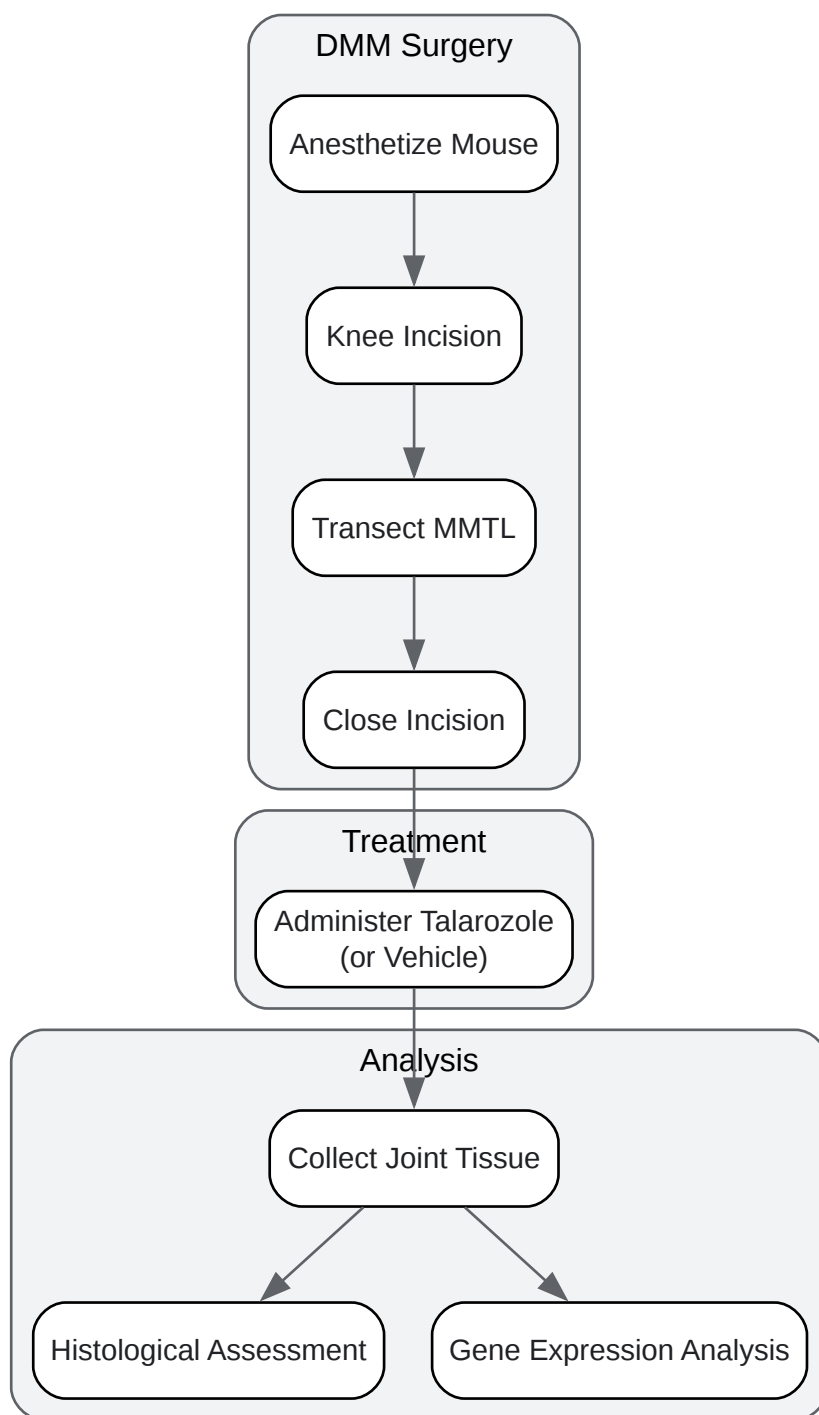 DMM Surgery
Anesthetize Mouse
Knee Incision
Transect MMTL
Close Incision
Treatment
Administer Talarozole
(or Vehicle)
Analysis
Collect Joint Tissue
Histological Assessment
Gene Expression Analysis